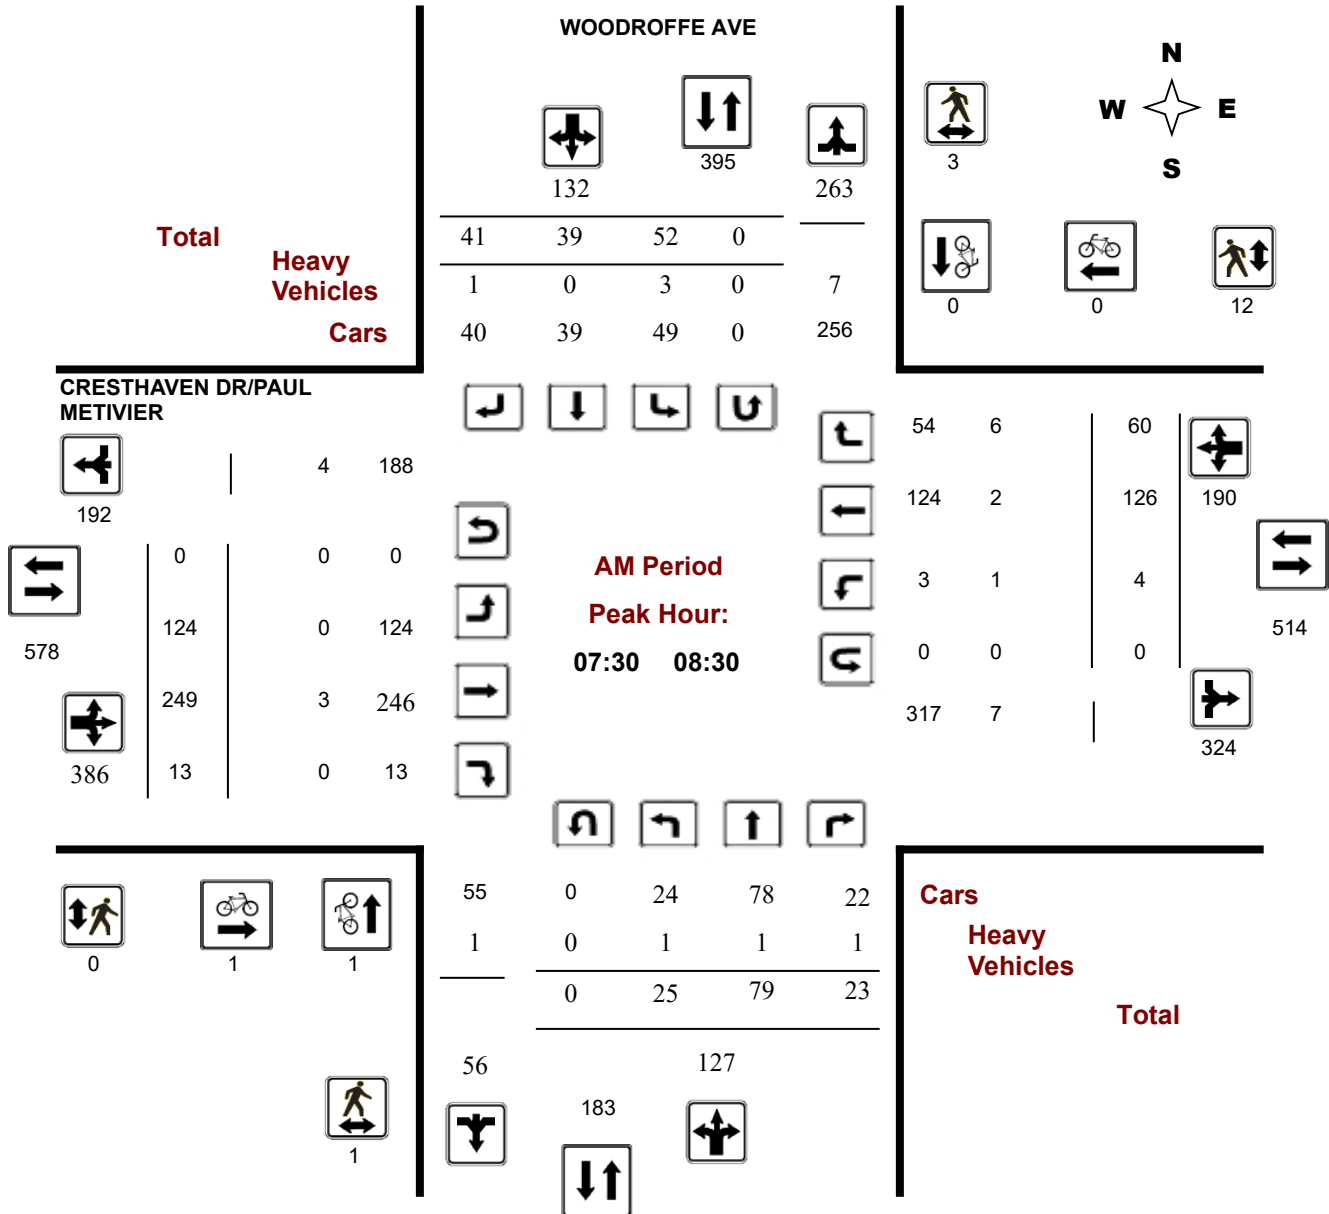 WOODROFFE AVE
N
W E
S
395
3
132
263
Total
41 39 52 0
Heavy
Vehicles
1 0 3 0 7
Cars
40 39 49 0 256
0 0 12
CRESTHAVEN DR/PAUL
METIVIER
54 6 60
4 188
192
124 2 126 190
0 0 0
AM Period
3 1 4
Peak Hour:
124 0 124
578
514
07:30 08:30
0 0 0
249 3 246
317 7
324
386 13 0 13
55 0 24 78 22
Cars
1 0 1 1 1
Heavy
Vehicles
0 1 1
0 25 79 23
Total
56 127
183
1